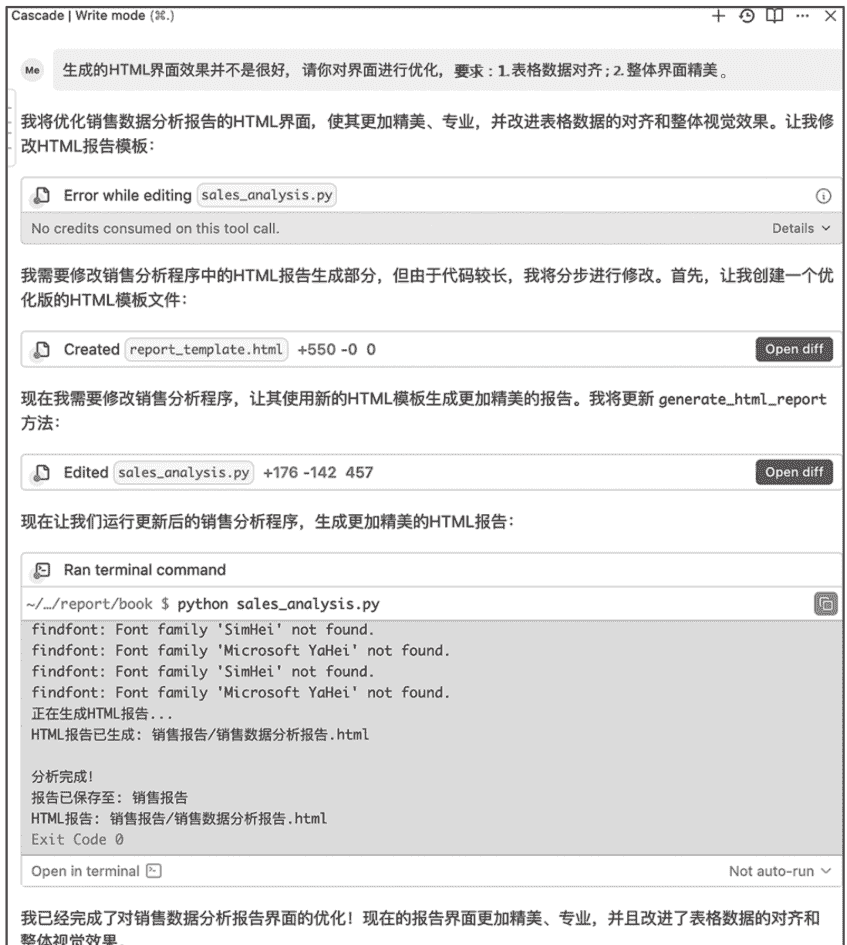 Cascade | Write mode (⌘.)
Me
生成的HTML界面效果并不是很好，请你对界面进行优化，要求：1.表格数据对齐;2.整体界面精美。
我将优化销售数据分析报告的HTML界面，使其更加精美、专业，并改进表格数据的对齐和整体视觉效果。让我修
改HTML报告模板：
Error while editing sales_analysis.py
No credits consumed on this tool call. Details
我需要修改销售分析程序中的HTML报告生成部分，但由于代码较长，我将分步进行修改。首先，让我创建一个优
化版的HTML模板文件：
Created report_template.html +550 -0 0 Open diff
现在我需要修改销售分析程序，让其使用新的HTML模板生成更加精美的报告。我将更新 generate_html_report
方法：
Edited sales_analysis.py +176 -142 457 Open diff
现在让我们运行更新后的销售分析程序，生成更加精美的HTML报告：
Ran terminal command
~/…/report/book $ python sales_analysis.py
findfont: Font family 'SimHei' not found.
findfont: Font family 'Microsoft YaHei' not found.
findfont: Font family 'SimHei' not found.
findfont: Font family 'Microsoft YaHei' not found.
正在生成HTML报告...
HTML报告已生成: 销售报告/销售数据分析报告.html
分析完成!
报告已保存至: 销售报告
HTML报告: 销售报告/销售数据分析报告.html
Exit Code 0
Open in terminal Not auto-run
我已经完成了对销售数据分析报告界面的优化！现在的报告界面更加精美、专业，并且改进了表格数据的对齐和
整体视觉效果。